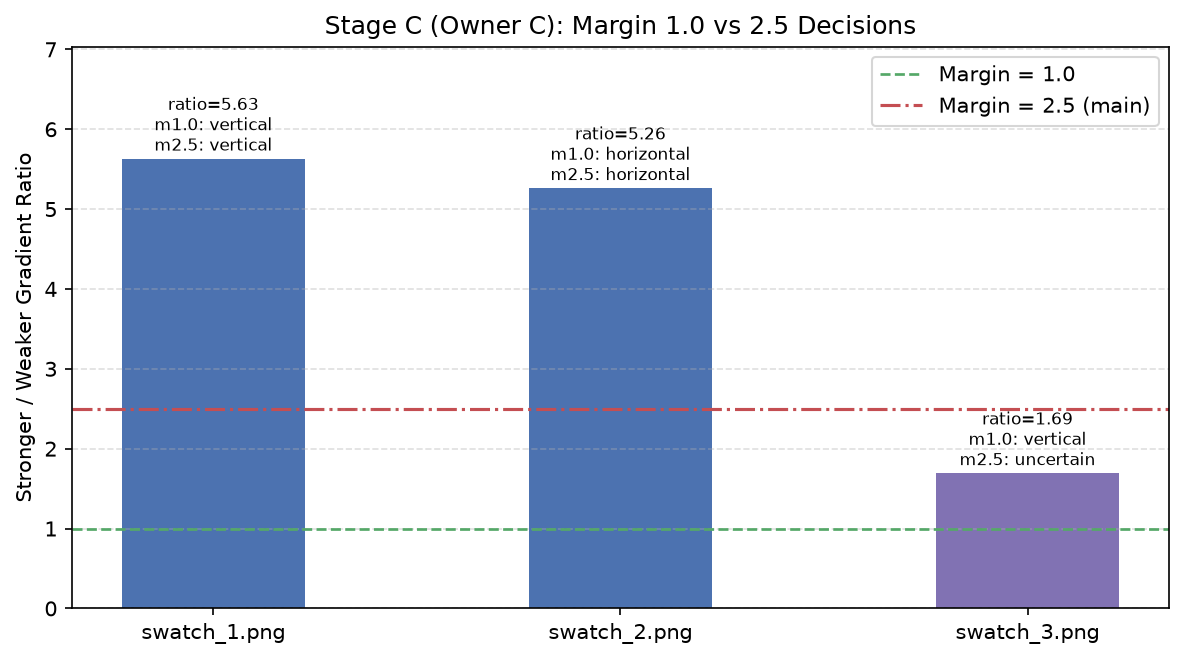 Stage C (Owner C): Margin 1.0 vs 2.5 Decisions
Stronger / Weaker Gradient Ratio
7
6
5
4
3
2
1
0
Margin = 1.0
Margin = 2.5 (main)
ratio=5.63
m1.0: vertical
m2.5: vertical
ratio=5.26
m1.0: horizontal
m2.5: horizontal
ratio=1.69
m1.0: vertical
m2.5: uncertain
swatch_1.png
swatch_2.png
swatch_3.png